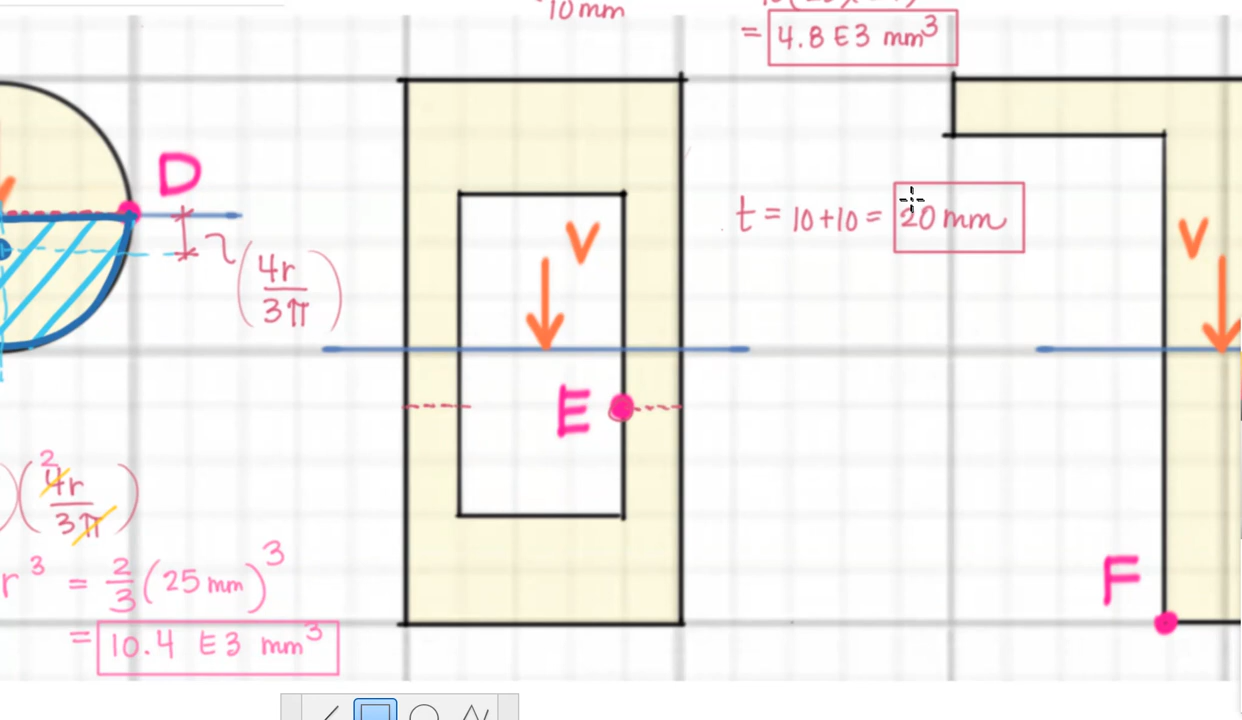 10 mm
= 4.8 E3 mm³
D
(4r/3π)
V
t = 10+10 = 20 mm
V
E
(4r/3π)
2
r³ = 2/3 (25 mm)³
= 10.4 E3 mm³
F